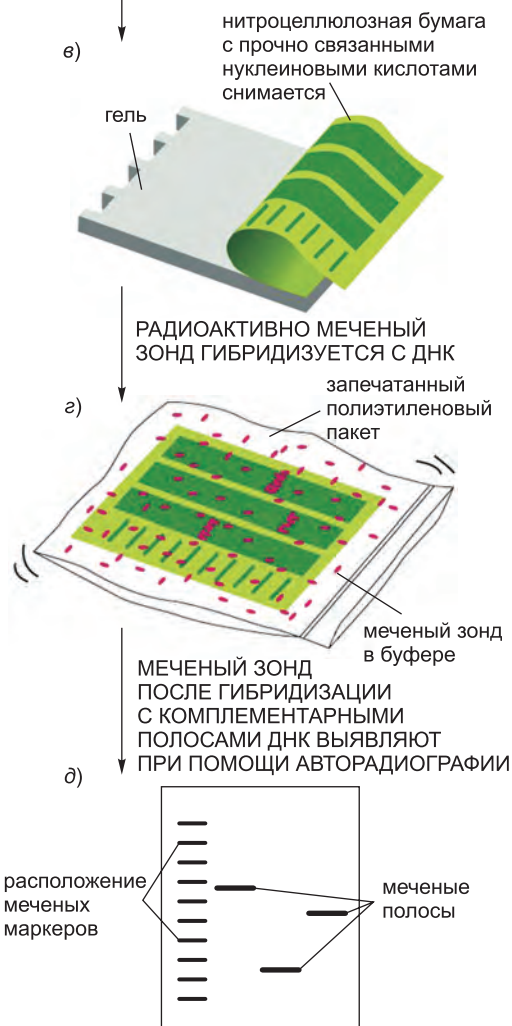 в)
нитроцеллюлозная бумага
с прочно связанными
нуклеиновыми кислотами
снимается
гель
РАДИОАКТИВНО МЕЧЕНЫЙ
ЗОНД ГИБРИДИЗУЕТСЯ С ДНК
г)
запечатанный
полиэтиленовый
пакет
меченый зонд
в буфере
МЕЧЕНЫЙ ЗОНД
ПОСЛЕ ГИБРИДИЗАЦИИ
С КОМПЛЕМЕНТАРНЫМИ
ПОЛОСАМИ ДНК ВЫЯВЛЯЮТ
ПРИ ПОМОЩИ АВТОРАДИОГРАФИИ
д)
расположение
меченых
маркеров
меченые
полосы